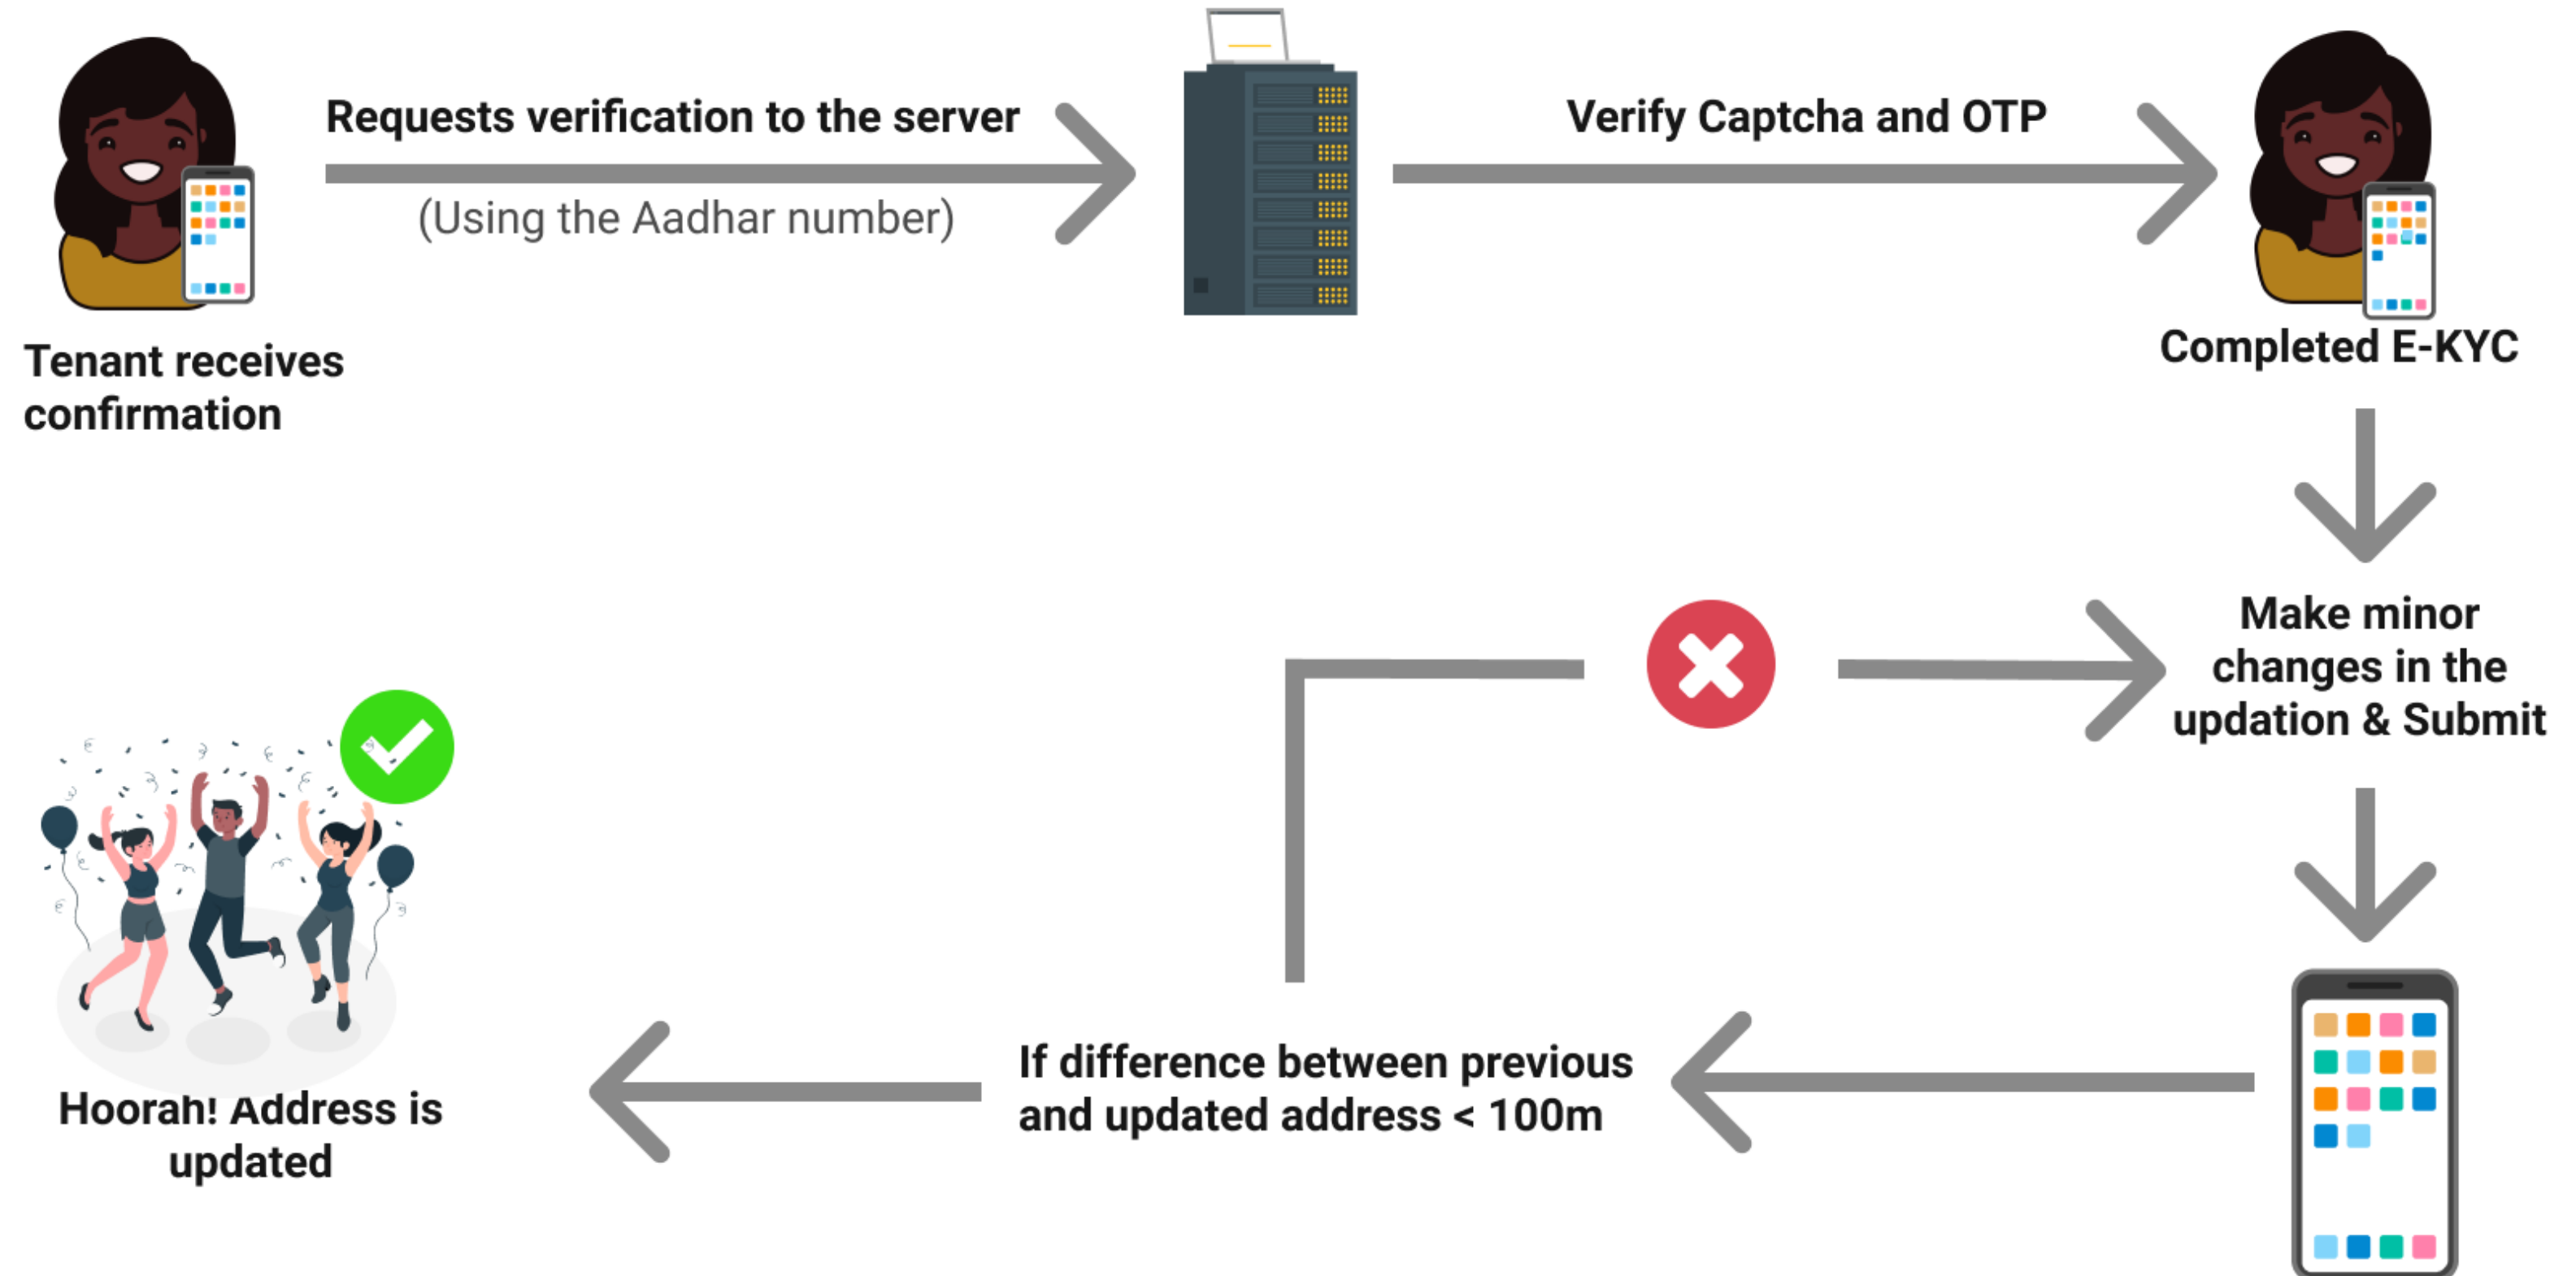 Requests verification to the server
(Using the Aadhar number)
Verify Captcha and OTP
Tenant receives
confirmation
Completed E-KYC
Make minor
changes in the
updation & Submit
If difference between previous
and updated address < 100m
Hoorah! Address is
updated